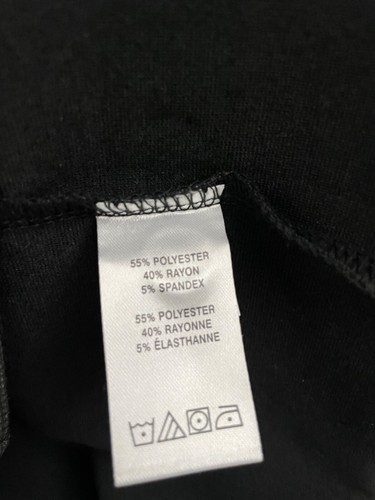 55% POLYESTER
40% RAYON
5% SPANDEX
55% POLYESTER
40% RAYONNE
5% ÉLASTHANNE